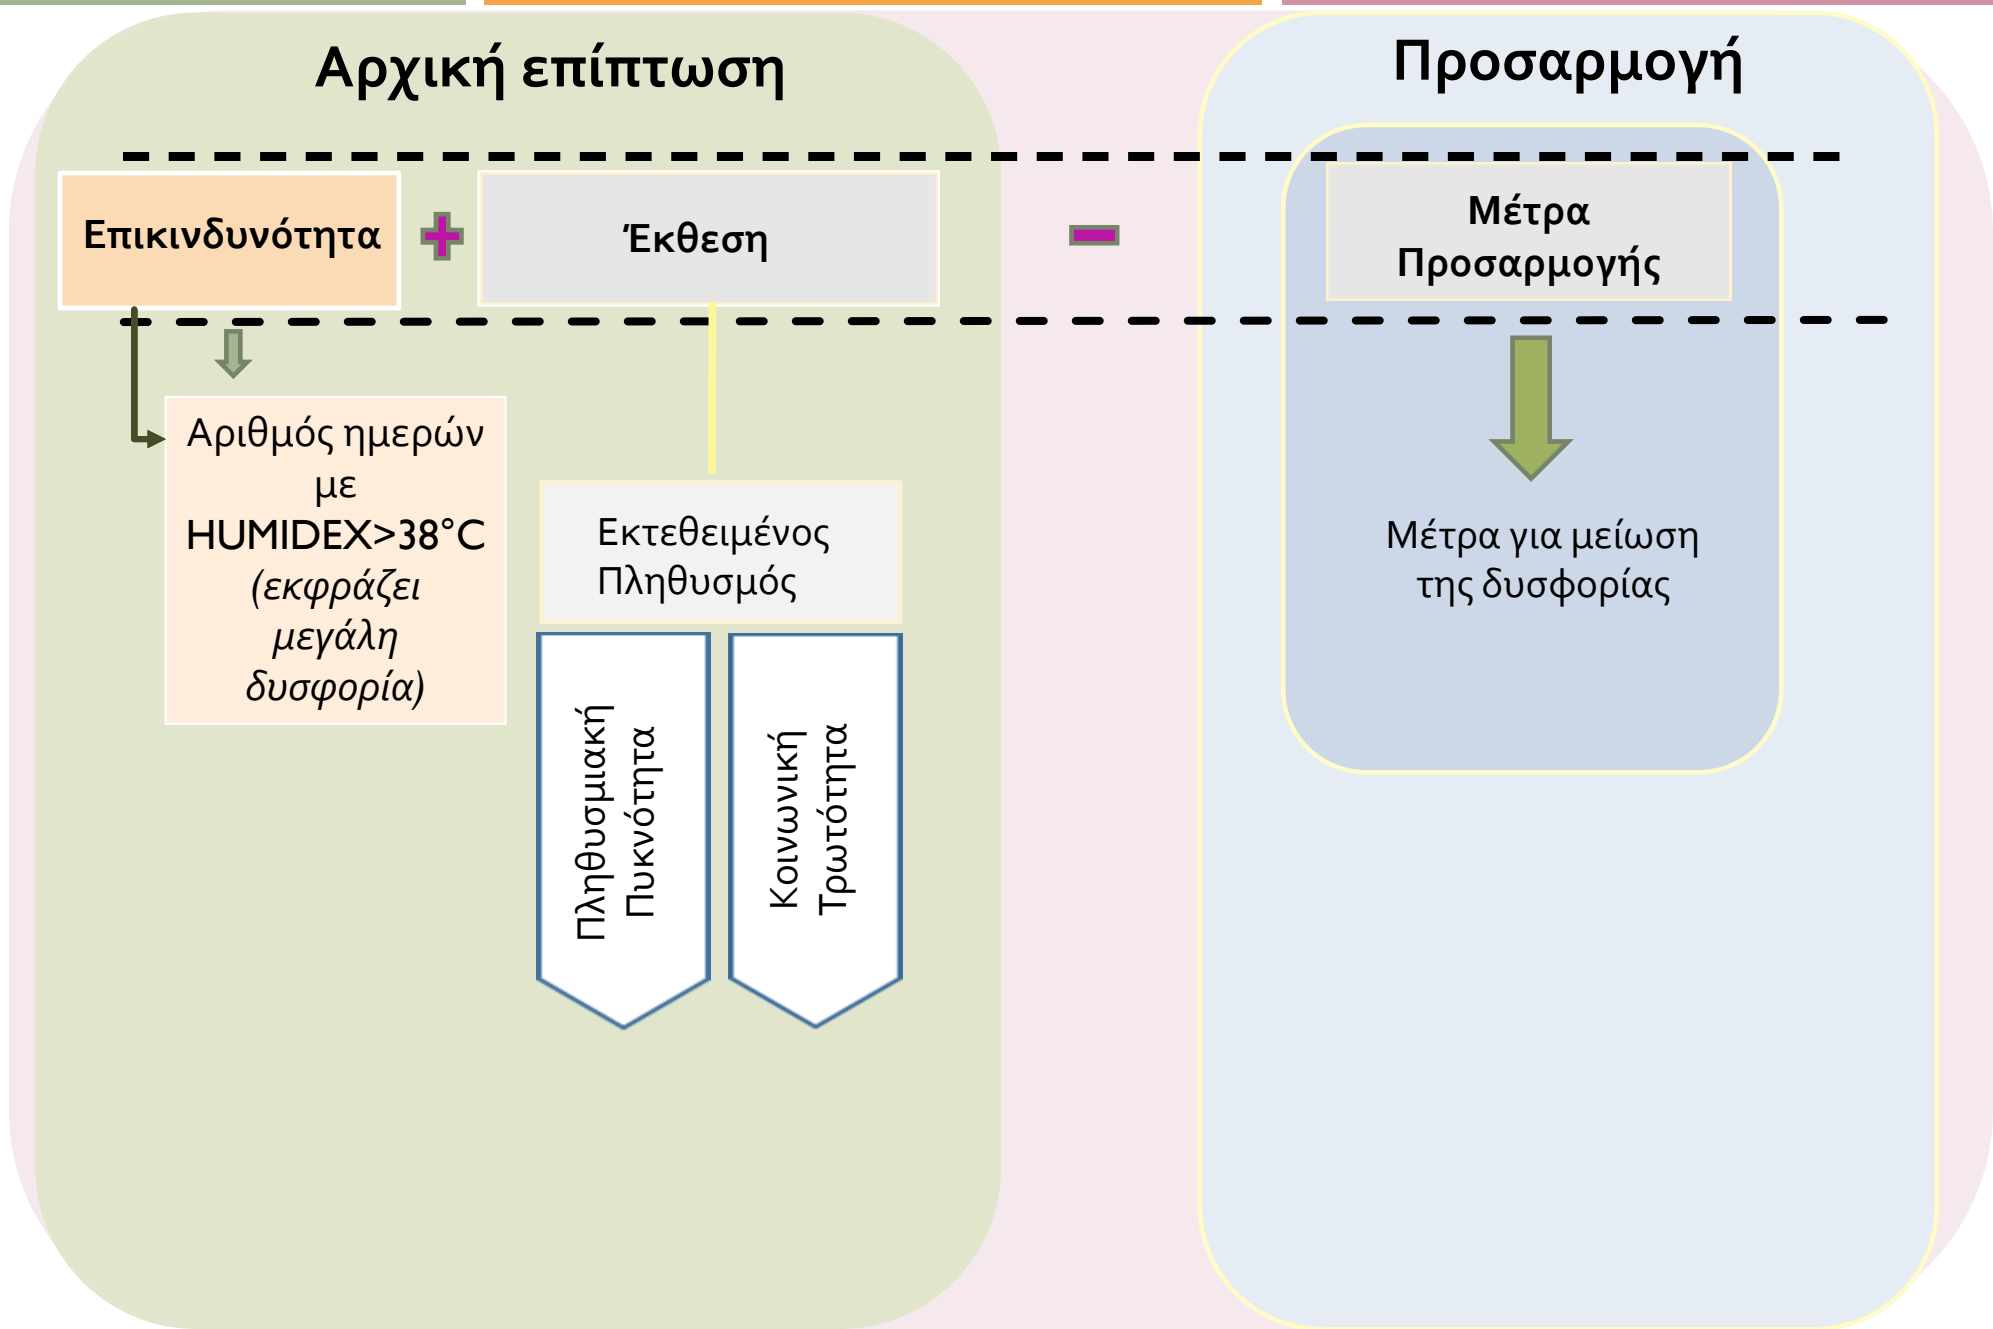 Αρχική επίπτωση
Προσαρμογή
Επικινδυνότητα
Έκθεση
Μέτρα
Προσαρμογής
Αριθμός ημερών
με
HUMIDEX>38°C
(εκφράζει
μεγάλη
δυσφορία)
Εκτεθειμένος
Πληθυσμός
Πληθυσμιακή
Πυκνότητα
Κοινωνική
Τρωτότητα
Μέτρα για μείωση
της δυσφορίας